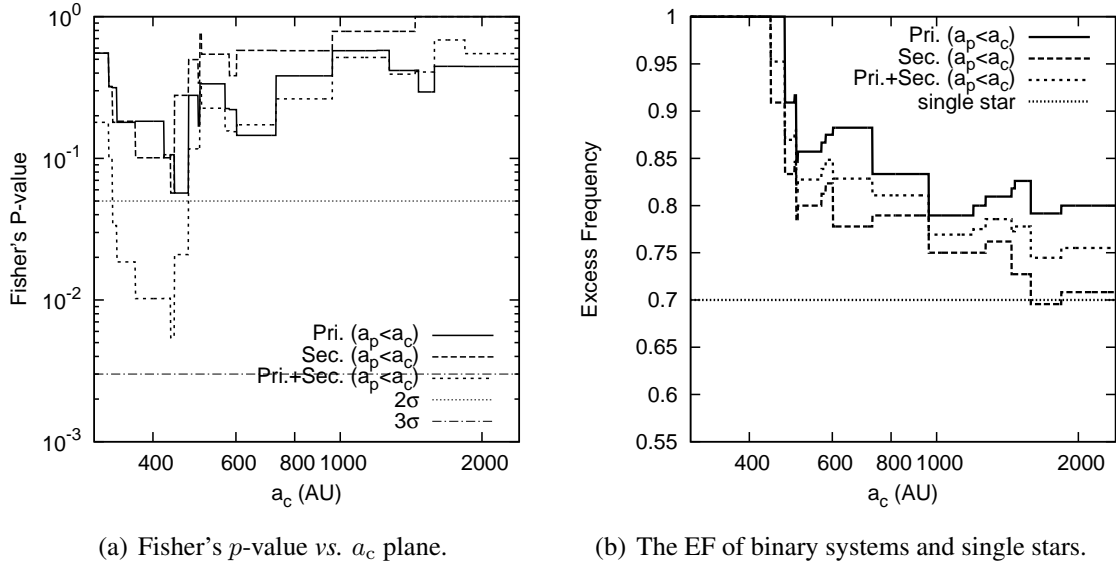 10⁰
10⁻¹
10⁻²
10⁻³
Fisher's P-value
400
600
800
1000
2000
a_c (AU)
Pri. (a_p<a_c)
Sec. (a_p<a_c)
Pri.+Sec. (a_p<a_c)
2σ
3σ
(a) Fisher's p-value vs. a_c plane.
1
0.95
0.9
0.85
0.8
0.75
0.7
0.65
0.6
0.55
Excess Frequency
400
600
1000
2000
a_c (AU)
Pri. (a_p<a_c)
Sec. (a_p<a_c)
Pri.+Sec. (a_p<a_c)
single star
(b) The EF of binary systems and single stars.